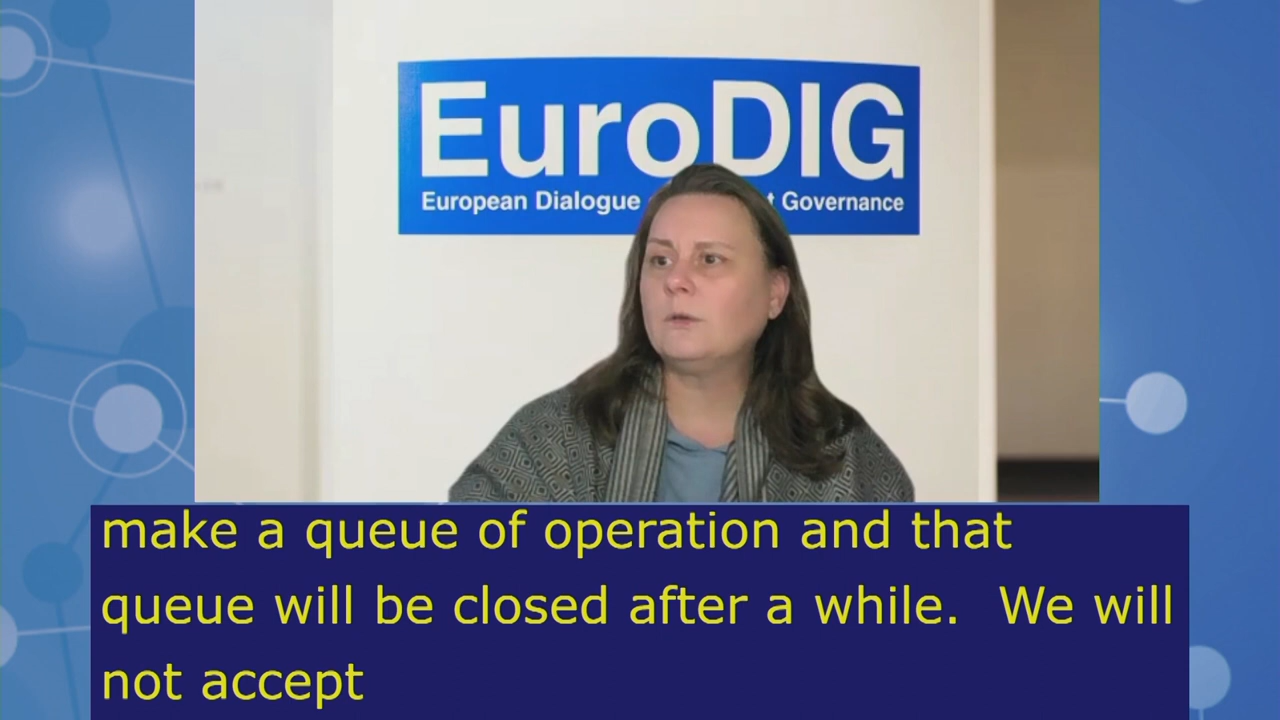 EuroDIG
European Dialogue t Governance
make a queue of operation and that
queue will be closed after a while. We will
not accept